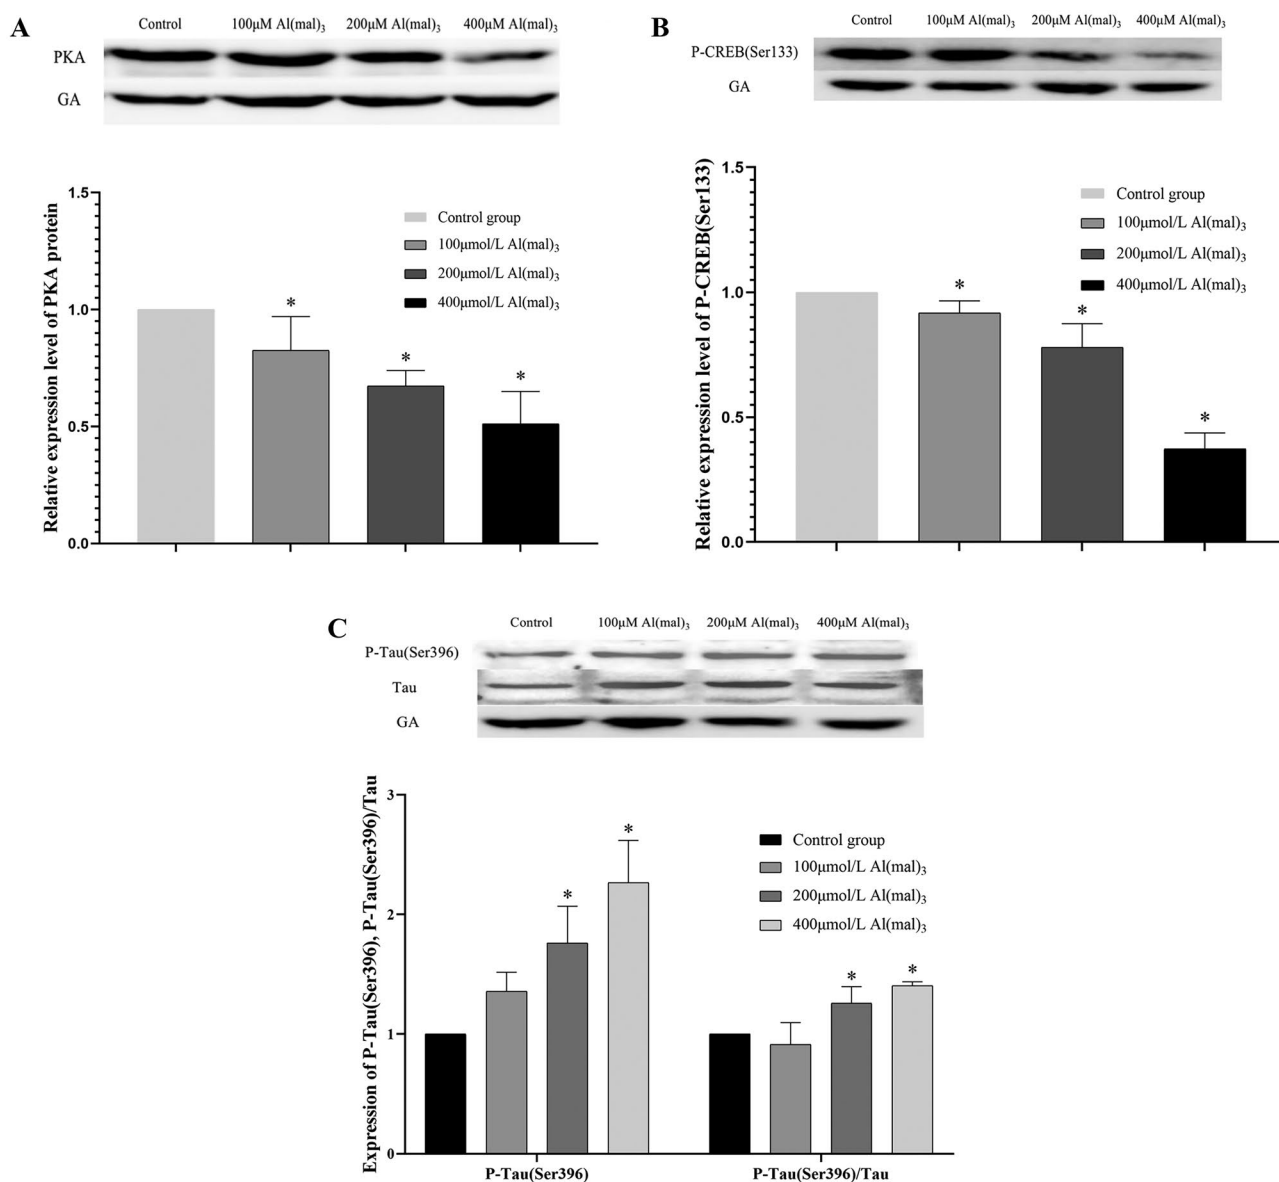 A
Control 100μM Al(mal)3 200μM Al(mal)3 400μM Al(mal)3
PKA
GA
Relative expression level of PKA protein
1.5
1.0
0.5
0.0
Control group
100μmol/L Al(mal)3
200μmol/L Al(mal)3
400μmol/L Al(mal)3
*
*
*
B
Control 100μM Al(mal)3 200μM Al(mal)3 400μM Al(mal)3
P-CREB(Ser133)
GA
Relative expression level of P-CREB(Ser133)
1.5
1.0
0.5
0.0
Control group
100μmol/L Al(mal)3
200μmol/L Al(mal)3
400μmol/L Al(mal)3
*
*
*
C
Control 100μM Al(mal)3 200μM Al(mal)3 400μM Al(mal)3
P-Tau(Ser396)
Tau
GA
Expression of P-Tau(Ser396), P-Tau(Ser396)/Tau
3
2
1
0
Control group
100μmol/L Al(mal)3
200μmol/L Al(mal)3
400μmol/L Al(mal)3
*
*
*
*
P-Tau(Ser396) P-Tau(Ser396)/Tau